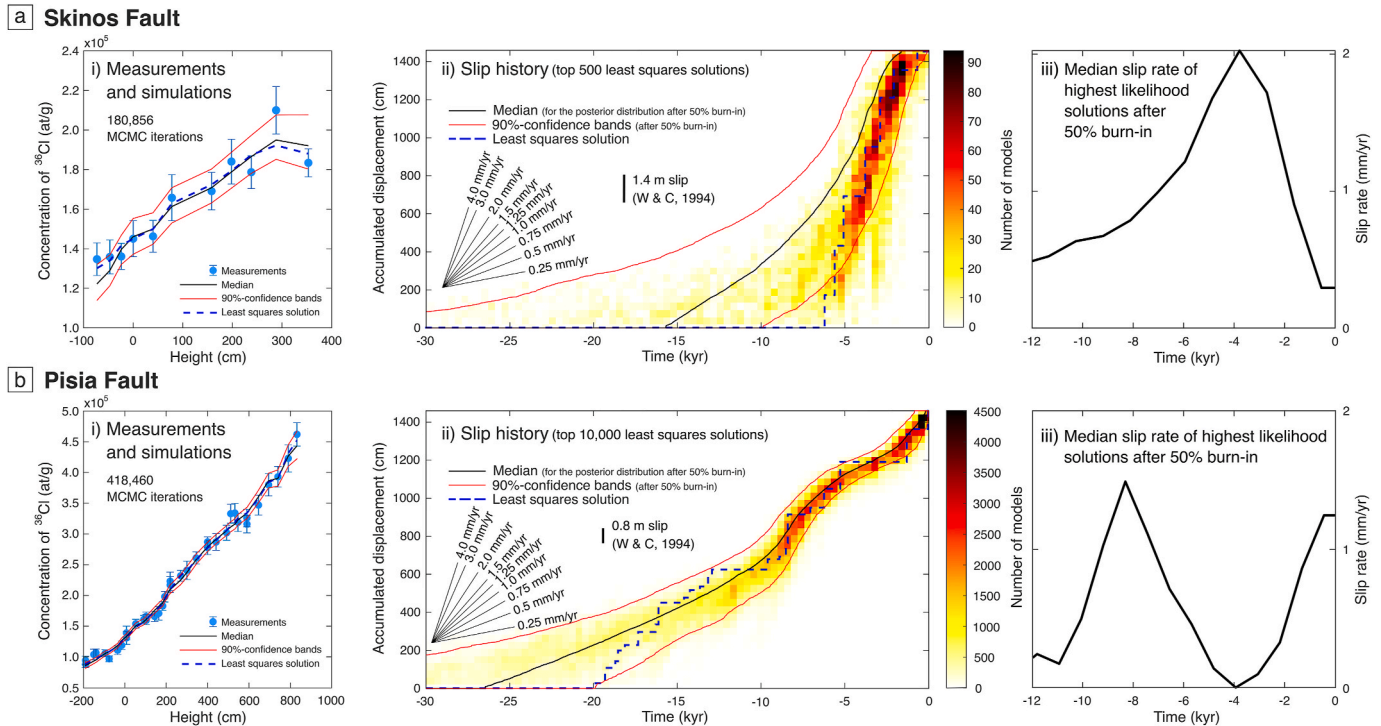 a Skinos Fault
×10⁵
2.4
2.2
2.0
1.8
1.6
1.4
1.2
1.0
Concentration of ³⁶Cl (at/g)
i) Measurements
and simulations
180,856
MCMC iterations
Measurements
Median
90%-confidence bands
Least squares solution
-100 0 100 200 300 400
Height (cm)
1400
1200
1000
800
600
400
200
0
Accumulated displacement (cm)
ii) Slip history (top 500 least squares solutions)
Median (for the posterior distribution after 50% burn-in)
90%-confidence bands (after 50% burn-in)
Least squares solution
4.0 mm/yr
3.0 mm/yr
2.0 mm/yr
1.5 mm/yr
1.25 mm/yr
1.0 mm/yr
0.75 mm/yr
0.5 mm/yr
0.25 mm/yr
1.4 m slip
(W & C, 1994)
-30 -25 -20 -15 -10 -5 0
Time (kyr)
90
80
70
60
50
40
30
20
10
0
Number of models
iii) Median slip rate of
highest likelihood
solutions after
50% burn-in
2
1
0
Slip rate (mm/yr)
-12 -10 -8 -6 -4 -2 0
Time (kyr)
b Pisia Fault
×10⁵
5.0
4.5
4.0
3.5
3.0
2.5
2.0
1.5
1.0
0.5
Concentration of ³⁶Cl (at/g)
i) Measurements
and simulations
418,460
MCMC iterations
Measurements
Median
90%-confidence bands
Least squares solution
-200 0 200 400 600 800 1000
Height (cm)
1400
1200
1000
800
600
400
200
0
Accumulated displacement (cm)
ii) Slip history (top 10,000 least squares solutions)
Median (for the posterior distribution after 50% burn-in)
90%-confidence bands (after 50% burn-in)
Least squares solution
4.0 mm/yr
3.0 mm/yr
2.0 mm/yr
1.5 mm/yr
1.25 mm/yr
1.0 mm/yr
0.75 mm/yr
0.5 mm/yr
0.25 mm/yr
0.8 m slip
(W & C, 1994)
-30 -25 -20 -15 -10 -5 0
Time (kyr)
4500
4000
3500
3000
2500
2000
1500
1000
500
0
Number of models
iii) Median slip rate of highest likelihood
solutions after 50% burn-in
2
1
0
Slip rate (mm/yr)
-12 -10 -8 -6 -4 -2 0
Time (kyr)